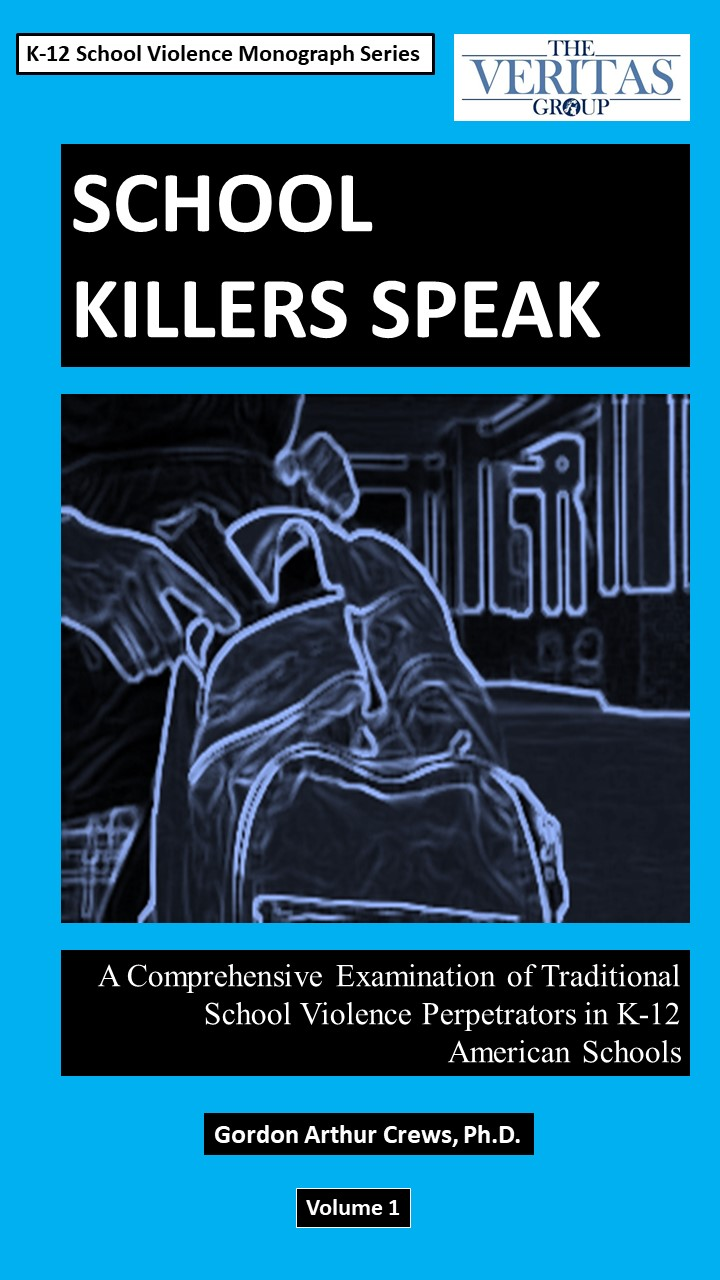 K-12 School Violence Monograph Series
THE
VERITAS
GROUP
SCHOOL
KILLERS SPEAK
A Comprehensive Examination of Traditional
School Violence Perpetrators in K-12
American Schools
Gordon Arthur Crews, Ph.D.
Volume 1